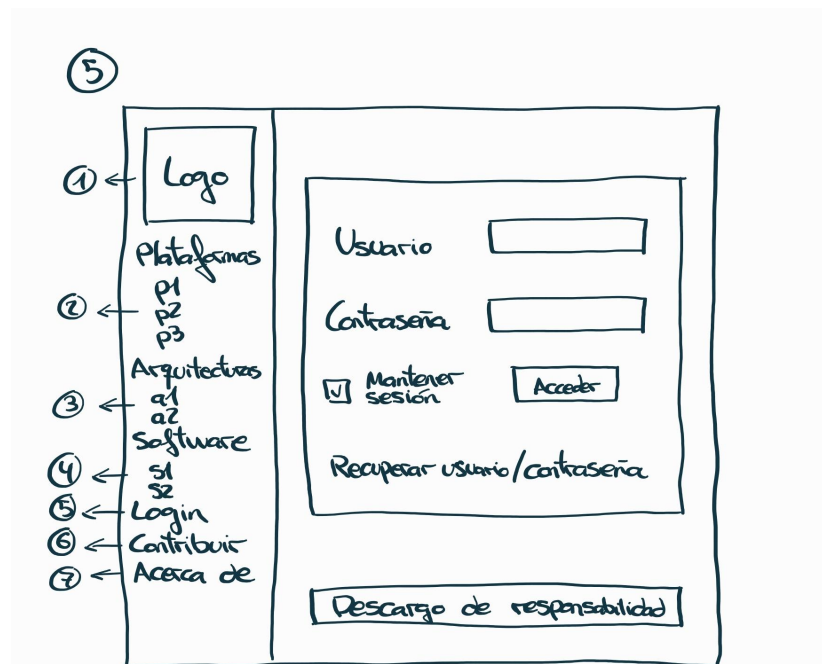 5
1
Logo
Plataformas
p1
2
p2
p3
Arquitecturas
a1
3
a2
Software
4
s1
s2
5
Login
6
Contribuir
7
Acerca de
Usuario
Contraseña
Mantener
sesión
Acceder
Recuperar usuario/contraseña
Descargo de responsabilidad